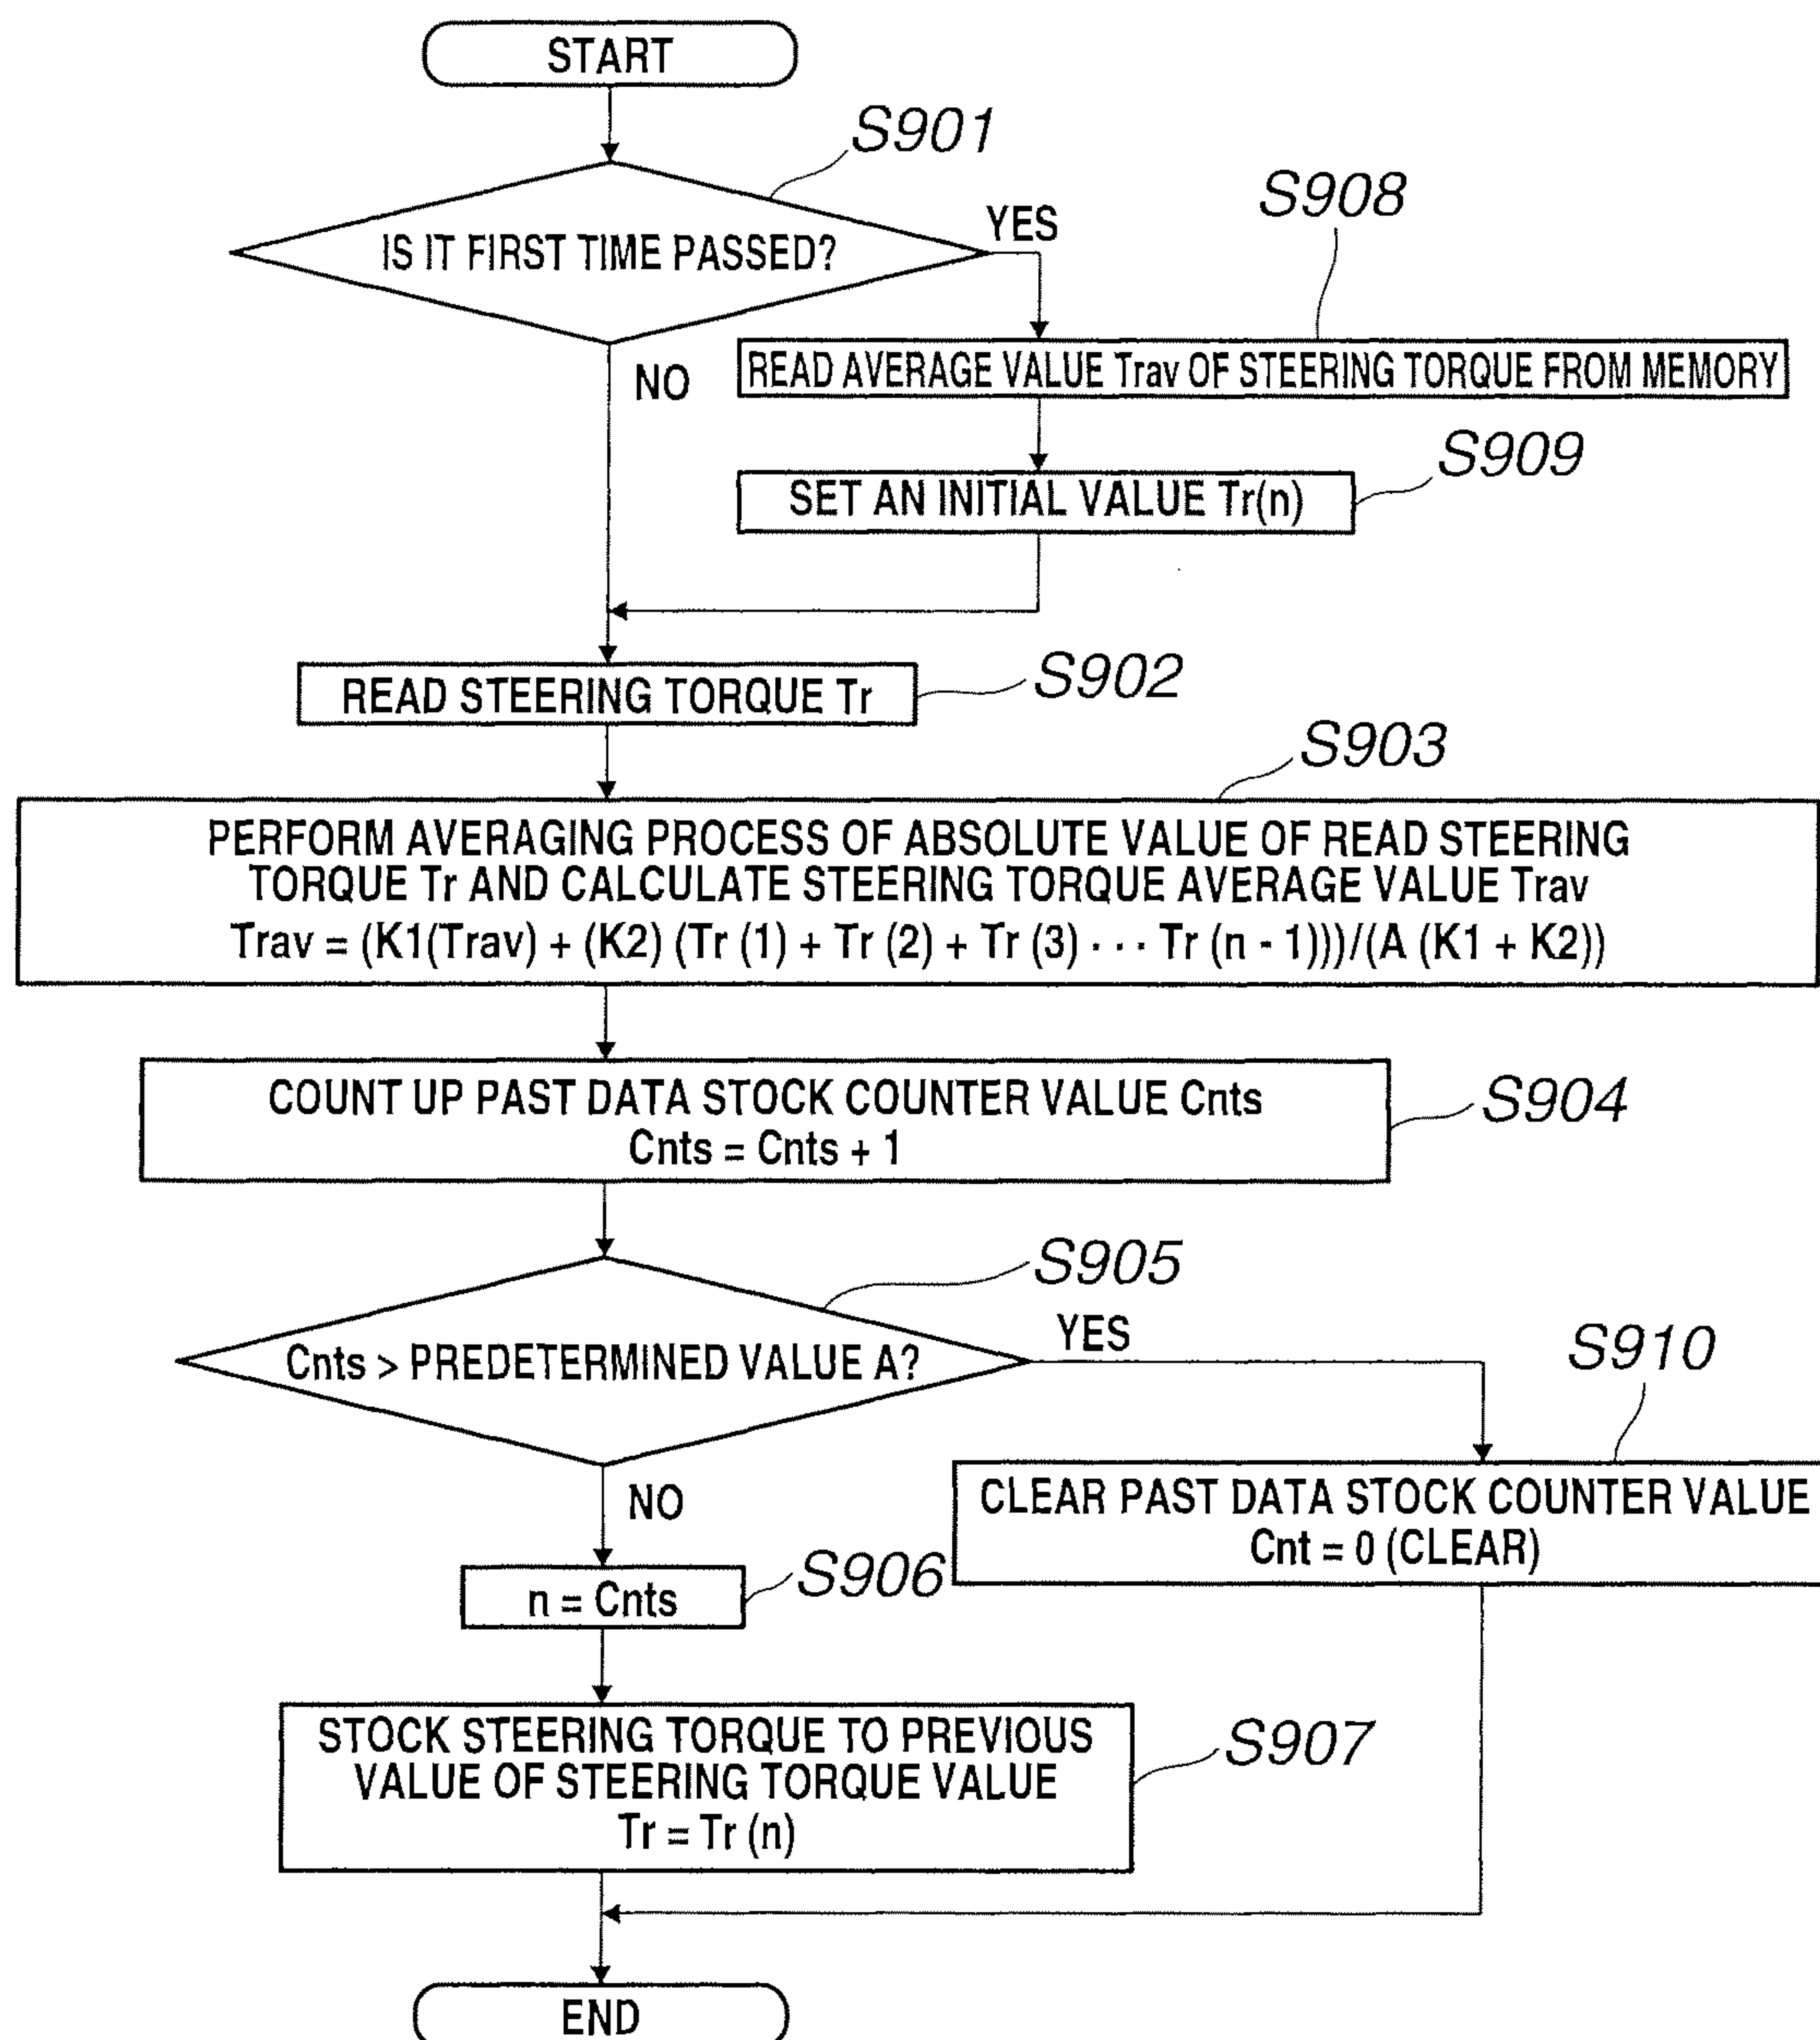 START
S901
IS IT FIRST TIME PASSED?
YES
S908
NO
READ AVERAGE VALUE Trav OF STEERING TORQUE FROM MEMORY
S909
SET AN INITIAL VALUE Tr(n)
READ STEERING TORQUE Tr
S902
S903
PERFORM AVERAGING PROCESS OF ABSOLUTE VALUE OF READ STEERING
TORQUE Tr AND CALCULATE STEERING TORQUE AVERAGE VALUE Trav
Trav = (K1(Trav) + (K2) (Tr (1) + Tr (2) + Tr (3) · · · Tr (n - 1)))/(A (K1 + K2))
COUNT UP PAST DATA STOCK COUNTER VALUE Cnts
Cnts = Cnts + 1
S904
S905
Cnts > PREDETERMINED VALUE A?
YES
S910
NO
CLEAR PAST DATA STOCK COUNTER VALUE
Cnt = 0 (CLEAR)
n = Cnts
S906
STOCK STEERING TORQUE TO PREVIOUS
VALUE OF STEERING TORQUE VALUE
Tr = Tr (n)
S907
END